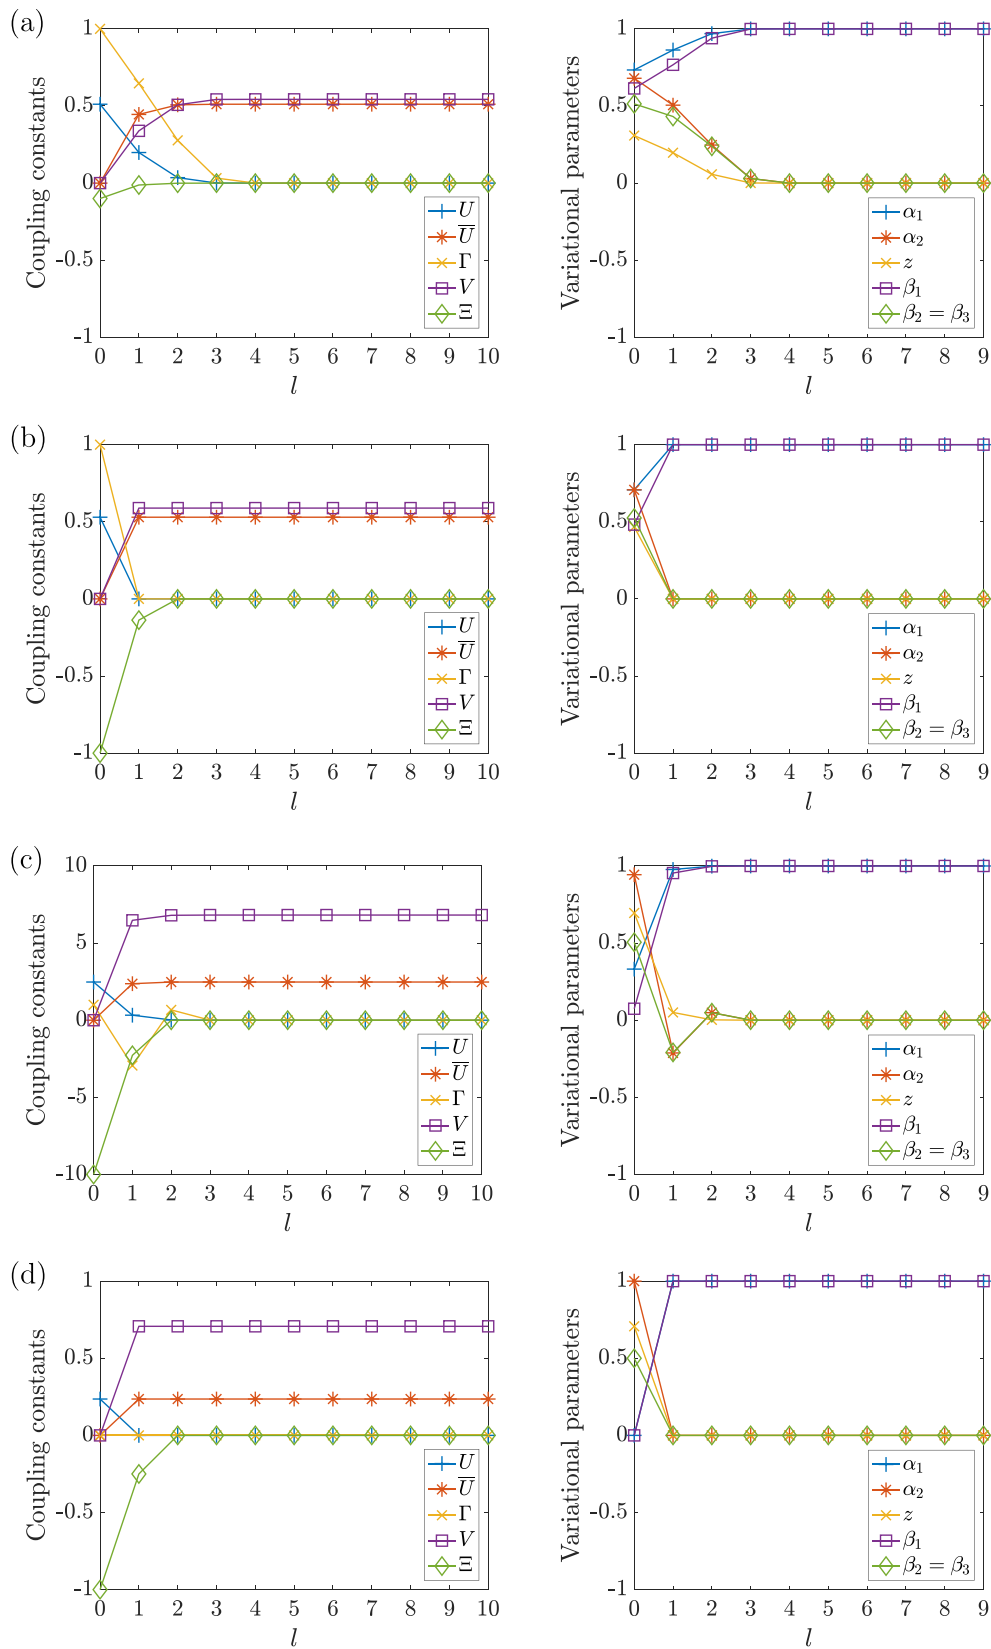 (a)
Coupling constants
1
0.5
0
-0.5
-1
0 1 2 3 4 5 6 7 8 9 10
l
U
U̅
Γ
V
Ξ
Variational parameters
1
0.5
0
-0.5
-1
0 1 2 3 4 5 6 7 8 9
l
α₁
α₂
z
β₁
β₂ = β₃
(b)
Coupling constants
1
0.5
0
-0.5
-1
0 1 2 3 4 5 6 7 8 9 10
l
U
U̅
Γ
V
Ξ
Variational parameters
1
0.5
0
-0.5
-1
0 1 2 3 4 5 6 7 8 9
l
α₁
α₂
z
β₁
β₂ = β₃
(c)
Coupling constants
10
5
0
-5
-10
0 1 2 3 4 5 6 7 8 9 10
l
U
U̅
Γ
V
Ξ
Variational parameters
1
0.5
0
-0.5
-1
0 1 2 3 4 5 6 7 8 9
l
α₁
α₂
z
β₁
β₂ = β₃
(d)
Coupling constants
1
0.5
0
-0.5
-1
0 1 2 3 4 5 6 7 8 9 10
l
U
U̅
Γ
V
Ξ
Variational parameters
1
0.5
0
-0.5
-1
0 1 2 3 4 5 6 7 8 9
l
α₁
α₂
z
β₁
β₂ = β₃